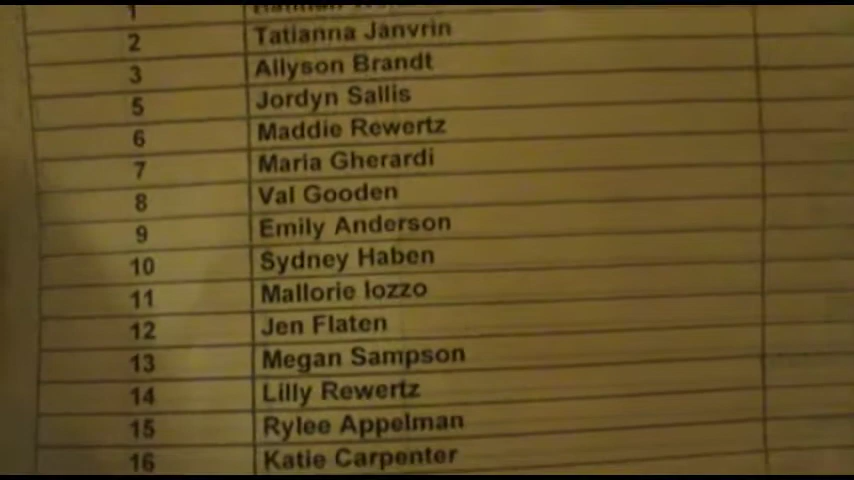 1
2 Tatianna Janvrin
3 Allyson Brandt
5 Jordyn Sallis
6 Maddie Rewertz
7 Maria Gherardi
8 Val Gooden
9 Emily Anderson
10 Sydney Haben
11 Mallorie Iozzo
12 Jen Flaten
13 Megan Sampson
14 Lilly Rewertz
15 Rylee Appelman
16 Katie Carpenter